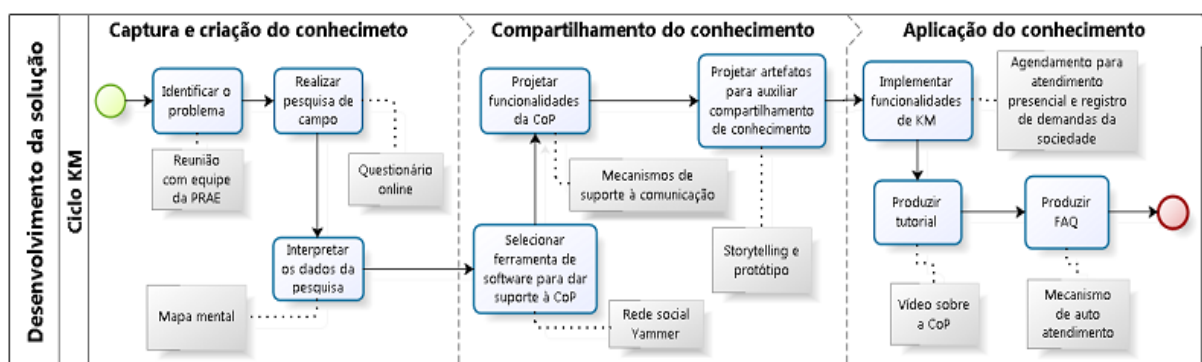 Desenvolvimento da solução
Ciclo KM
Captura e criação do conhecimeto
Identificar o
problema
Realizar
pesquisa de
campo
Reunião
com equipe
da PRAE
Questionário
online
Interpretar
os dados da
pesquisa
Mapa mental
Compartilhamento do conhecimento
Projetar
funcionalidades
da CoP
Projetar artefatos
para auxiliar
compartilhamento
de conhecimento
Mecanismos de
suporte à comunicação
Selecionar
ferramenta de
software para dar
suporte à CoP
Storytelling e
protótipo
Rede social
Yammer
Aplicação do conhecimento
Implementar
funcionalidades
de KM
Agendamento para
atendimento
presencial e registro
de demandas da
sociedade
Produzir
tutorial
Produzir
FAQ
Vídeo sobre
a CoP
Mecanismo
de auto
atendimento